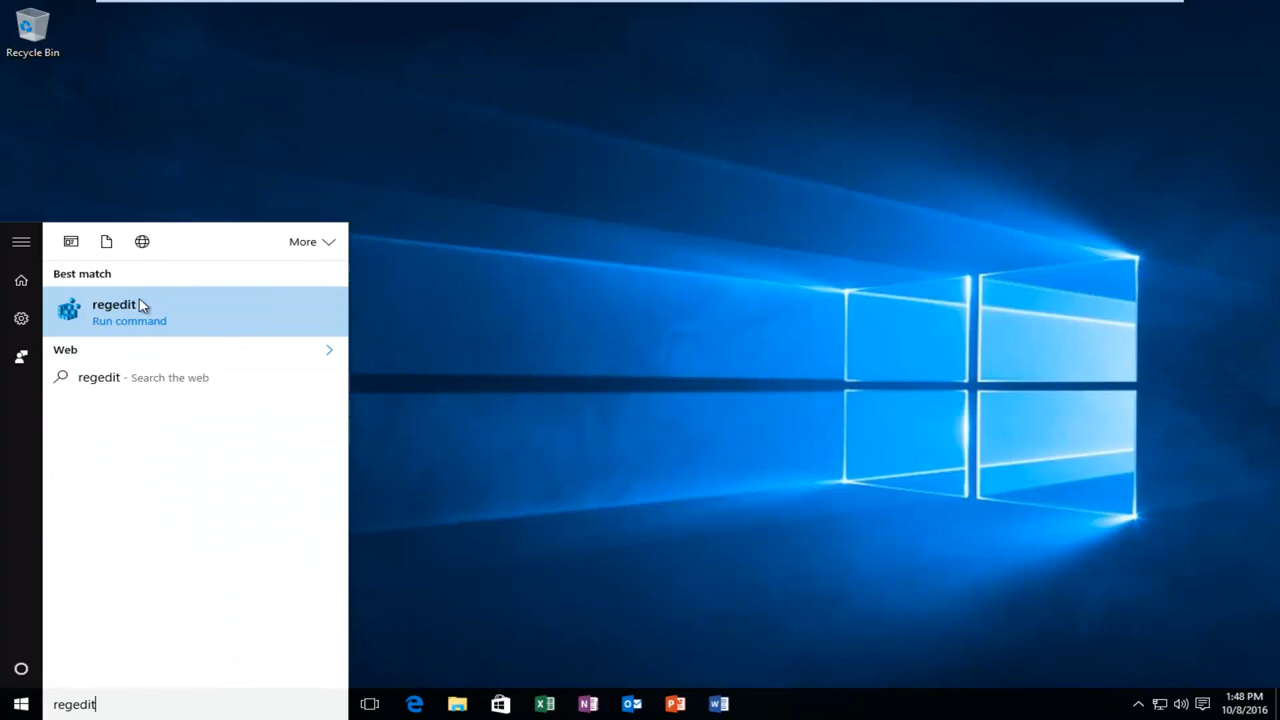 Recycle Bin
More
Best match
regedit
Run command
Web
regedit - Search the web
regedit
1:48 PM
10/8/2016